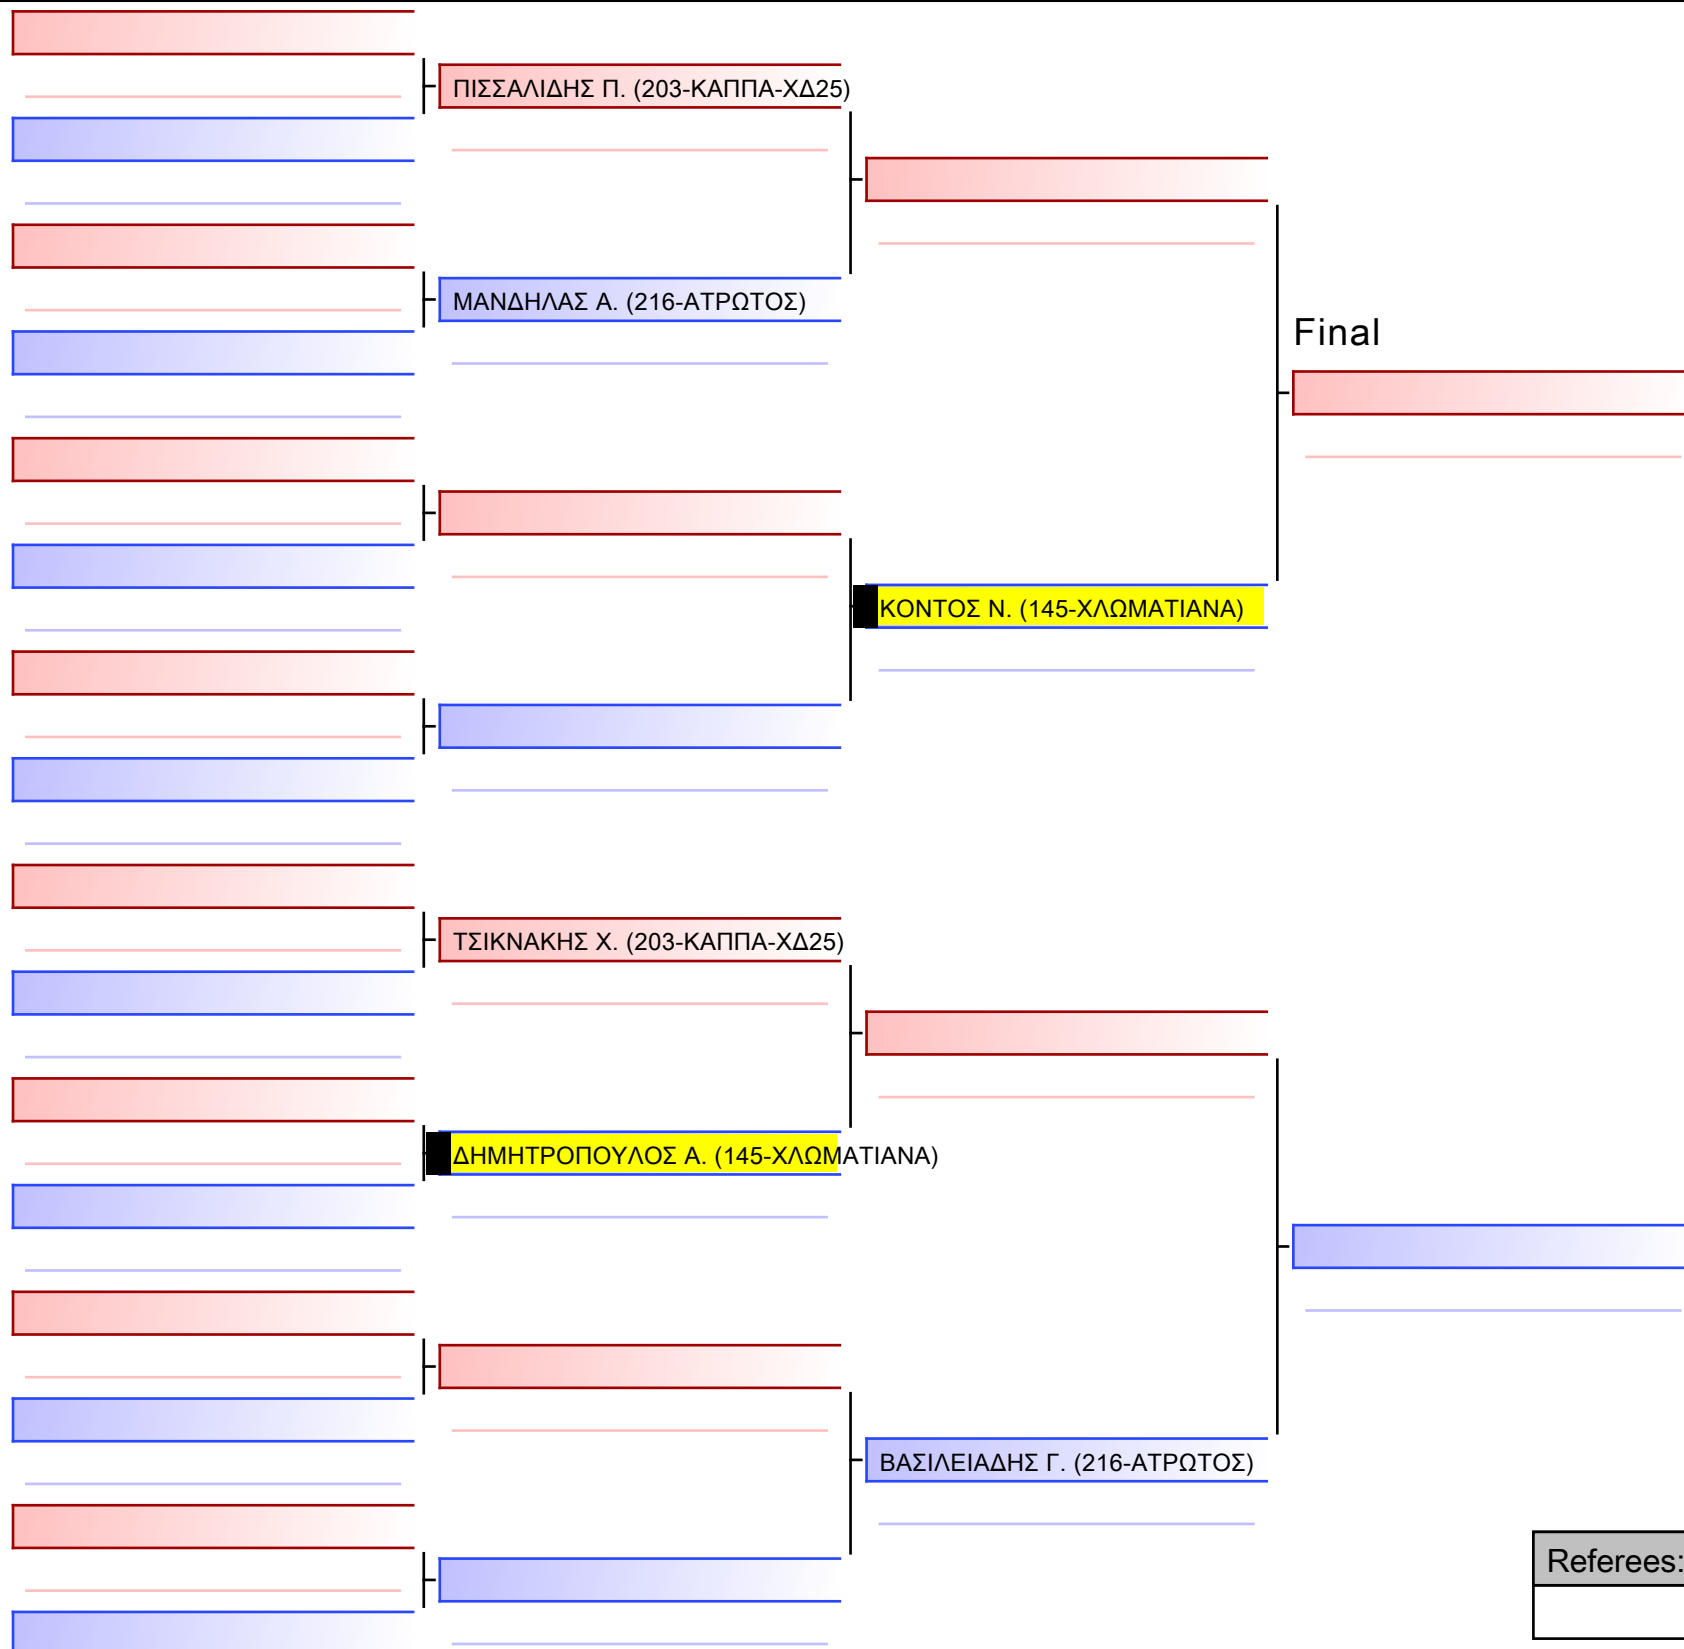 ΠΙΣΣΑΛΙΔΗΣ Π. (203-ΚΑΠΠΑ-ΧΔ25)
ΜΑΝΔΗΛΑΣ Α. (216-ΑΤΡΩΤΟΣ)
Final
ΚΟΝΤΟΣ Ν. (145-ΧΛΩΜΑΤΙΑΝΑ)
ΤΣΙΚΝΑΚΗΣ Χ. (203-ΚΑΠΠΑ-ΧΔ25)
ΔΗΜΗΤΡΟΠΟΥΛΟΣ Α. (145-ΧΛΩΜΑΤΙΑΝΑ)
ΒΑΣΙΛΕΙΑΔΗΣ Γ. (216-ΑΤΡΩΤΟΣ)
Referees: